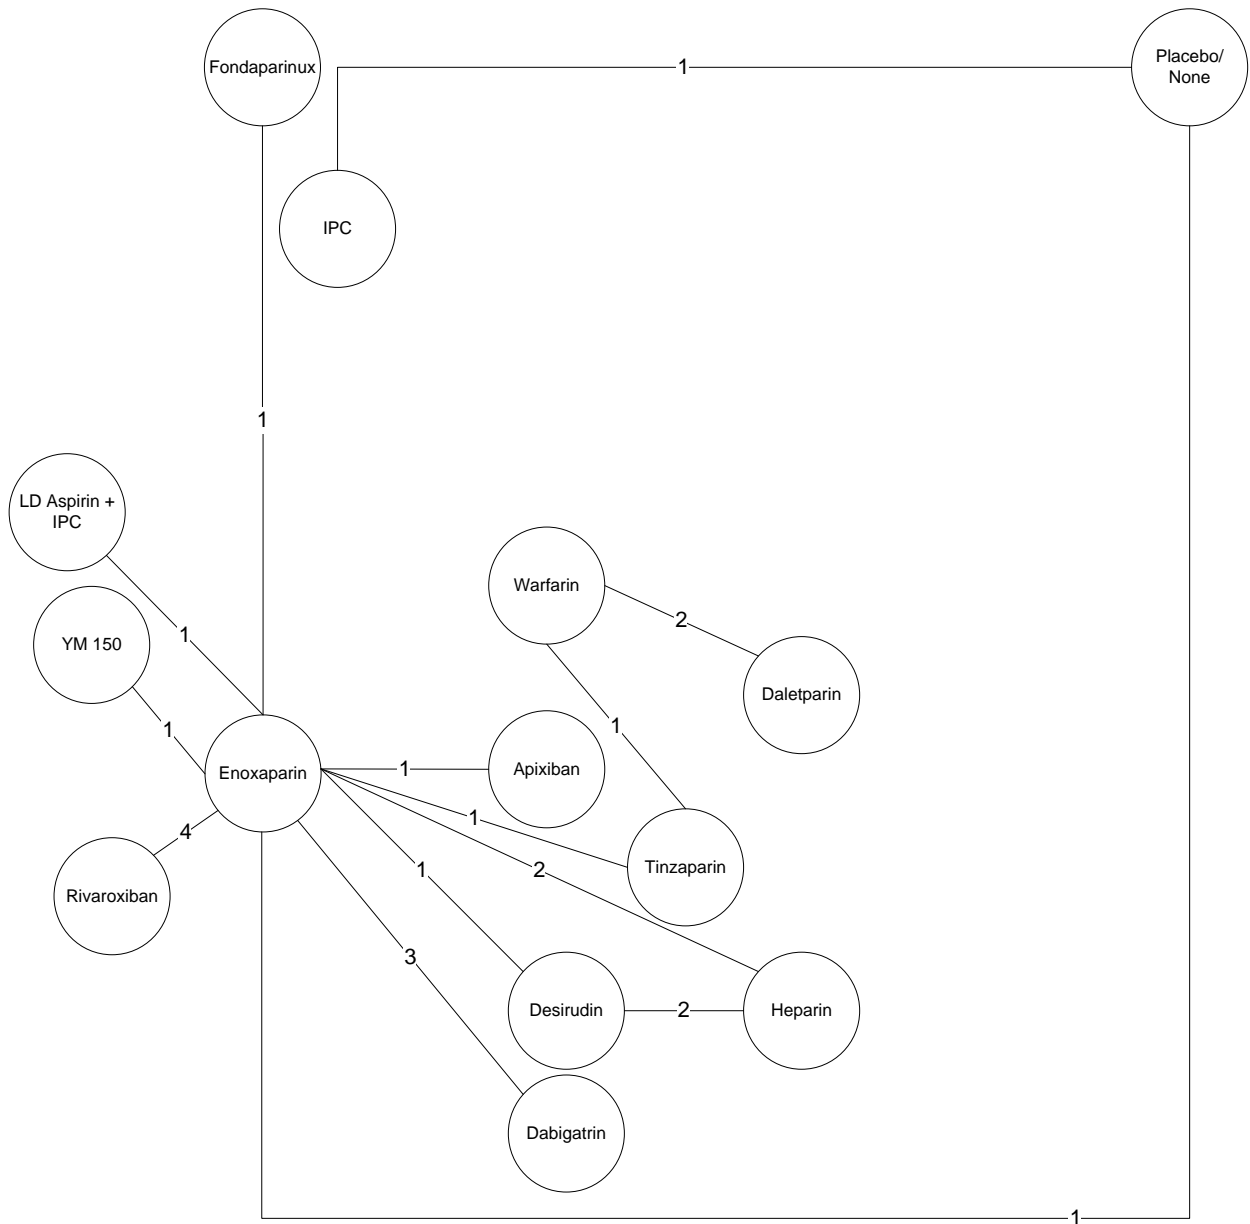 Fondaparinux
Placebo/
None
1
IPC
1
LD Aspirin +
IPC
Warfarin
2
1
YM 150
Daletparin
1
1
Enoxaparin
1
Apixiban
1
4
2
1
Tinzaparin
Rivaroxiban
3
Desirudin
2
Heparin
Dabigatrin
1